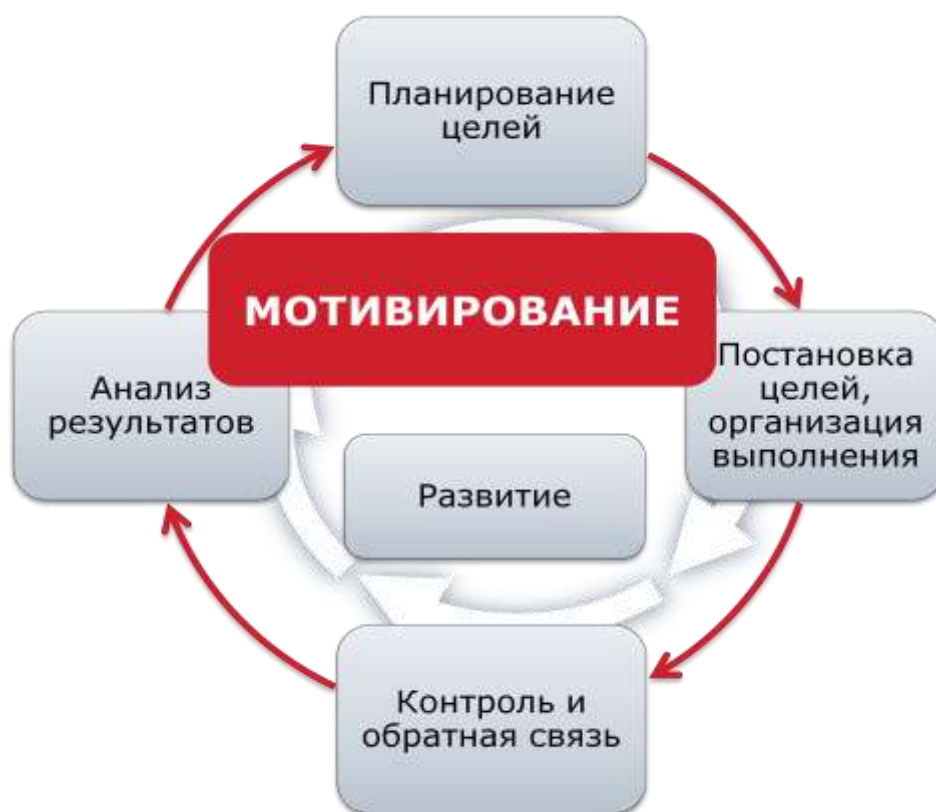 Планирование
целей
МОТИВИРОВАНИЕ
Анализ
результатов
Постановка
целей,
организация
выполнения
Развитие
Контроль и
обратная связь